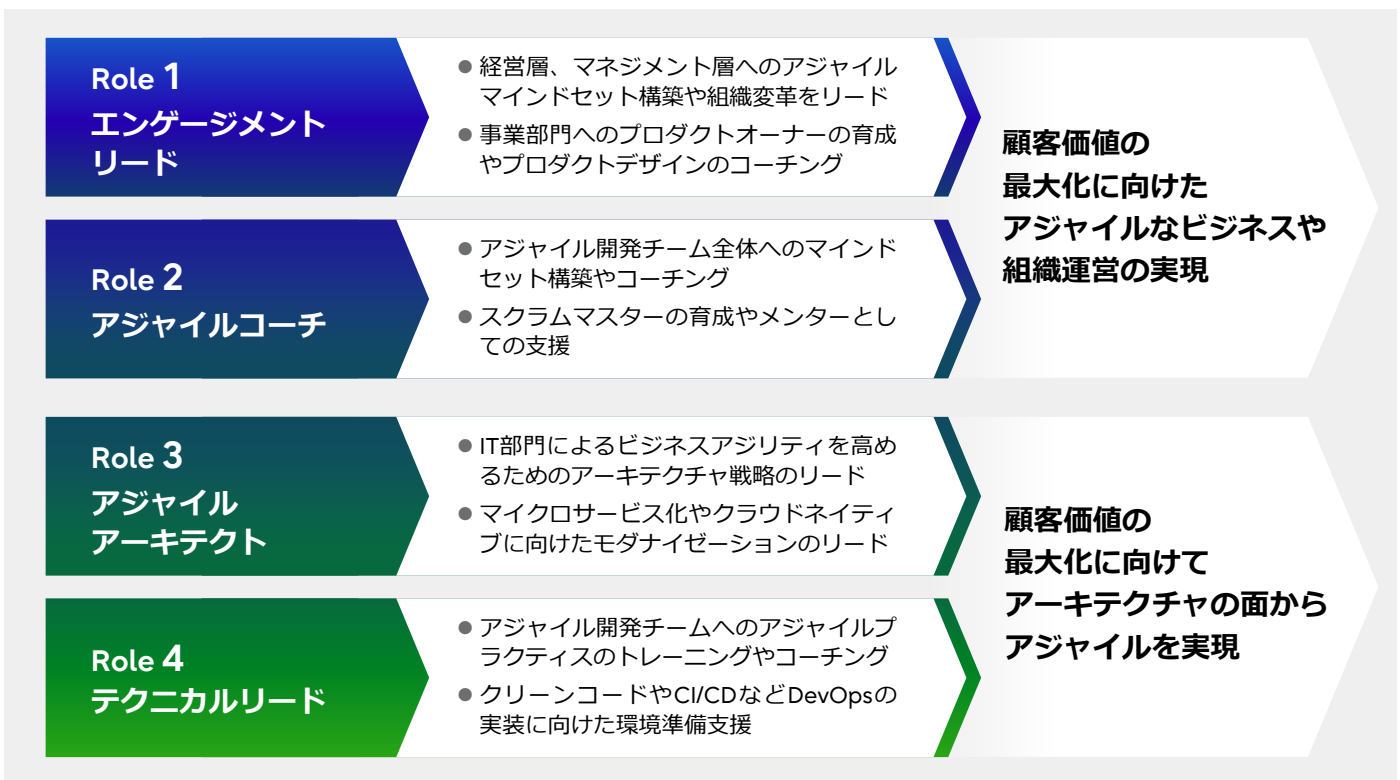 Role 1
エンゲージメント
リード
● 経営層、マネジメント層へのアジャイル
マインドセット構築や組織変革をリード
● 事業部門へのプロダクトオーナーの育成
やプロダクトデザインのコーチング
Role 2
アジャイルコーチ
● アジャイル開発チーム全体へのマインド
セット構築やコーチング
● スクラムマスターの育成やメンターとし
ての支援
顧客価値の
最大化に向けた
アジャイルなビジネスや
組織運営の実現
Role 3
アジャイル
アーキテクト
● IT部門によるビジネスアジリティを高め
るためのアーキテクチャ戦略のリード
● マイクロサービス化やクラウドネイティ
ブに向けたモダナイゼーションのリード
Role 4
テクニカルリード
● アジャイル開発チームへのアジャイルプ
ラクティスのトレーニングやコーチング
● クリーンコードやCI/CDなどDevOpsの
実装に向けた環境準備支援
顧客価値の
最大化に向けて
アーキテクチャの面から
アジャイルを実現